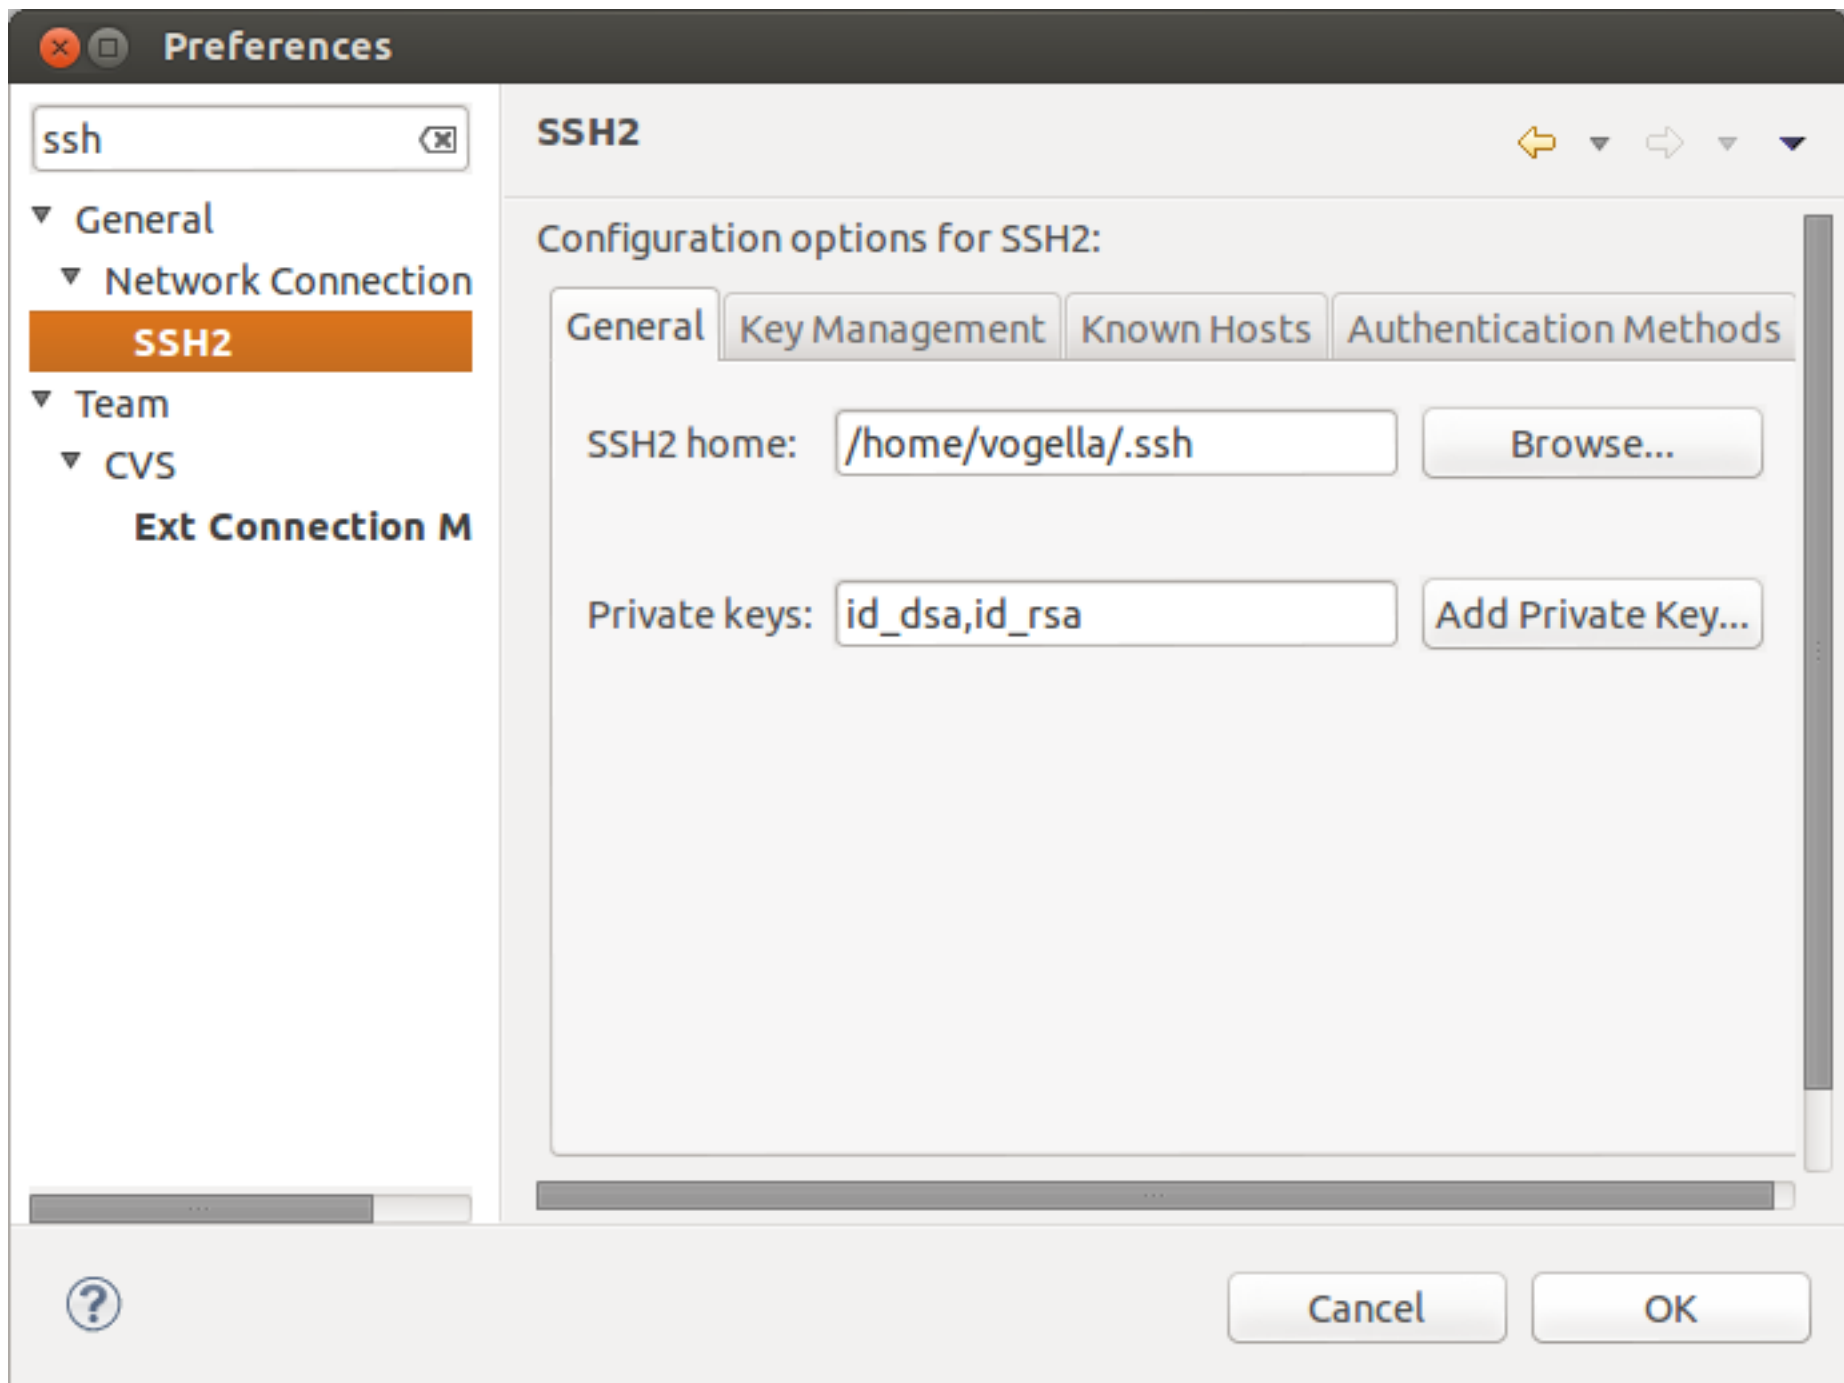 Preferences
ssh
General
Network Connection
SSH2
Team
CVS
Ext Connection M
SSH2
Configuration options for SSH2:
General Key Management Known Hosts Authentication Methods
SSH2 home: /home/vogella/.ssh Browse...
Private keys: id_dsa,id_rsa Add Private Key...
?
Cancel OK